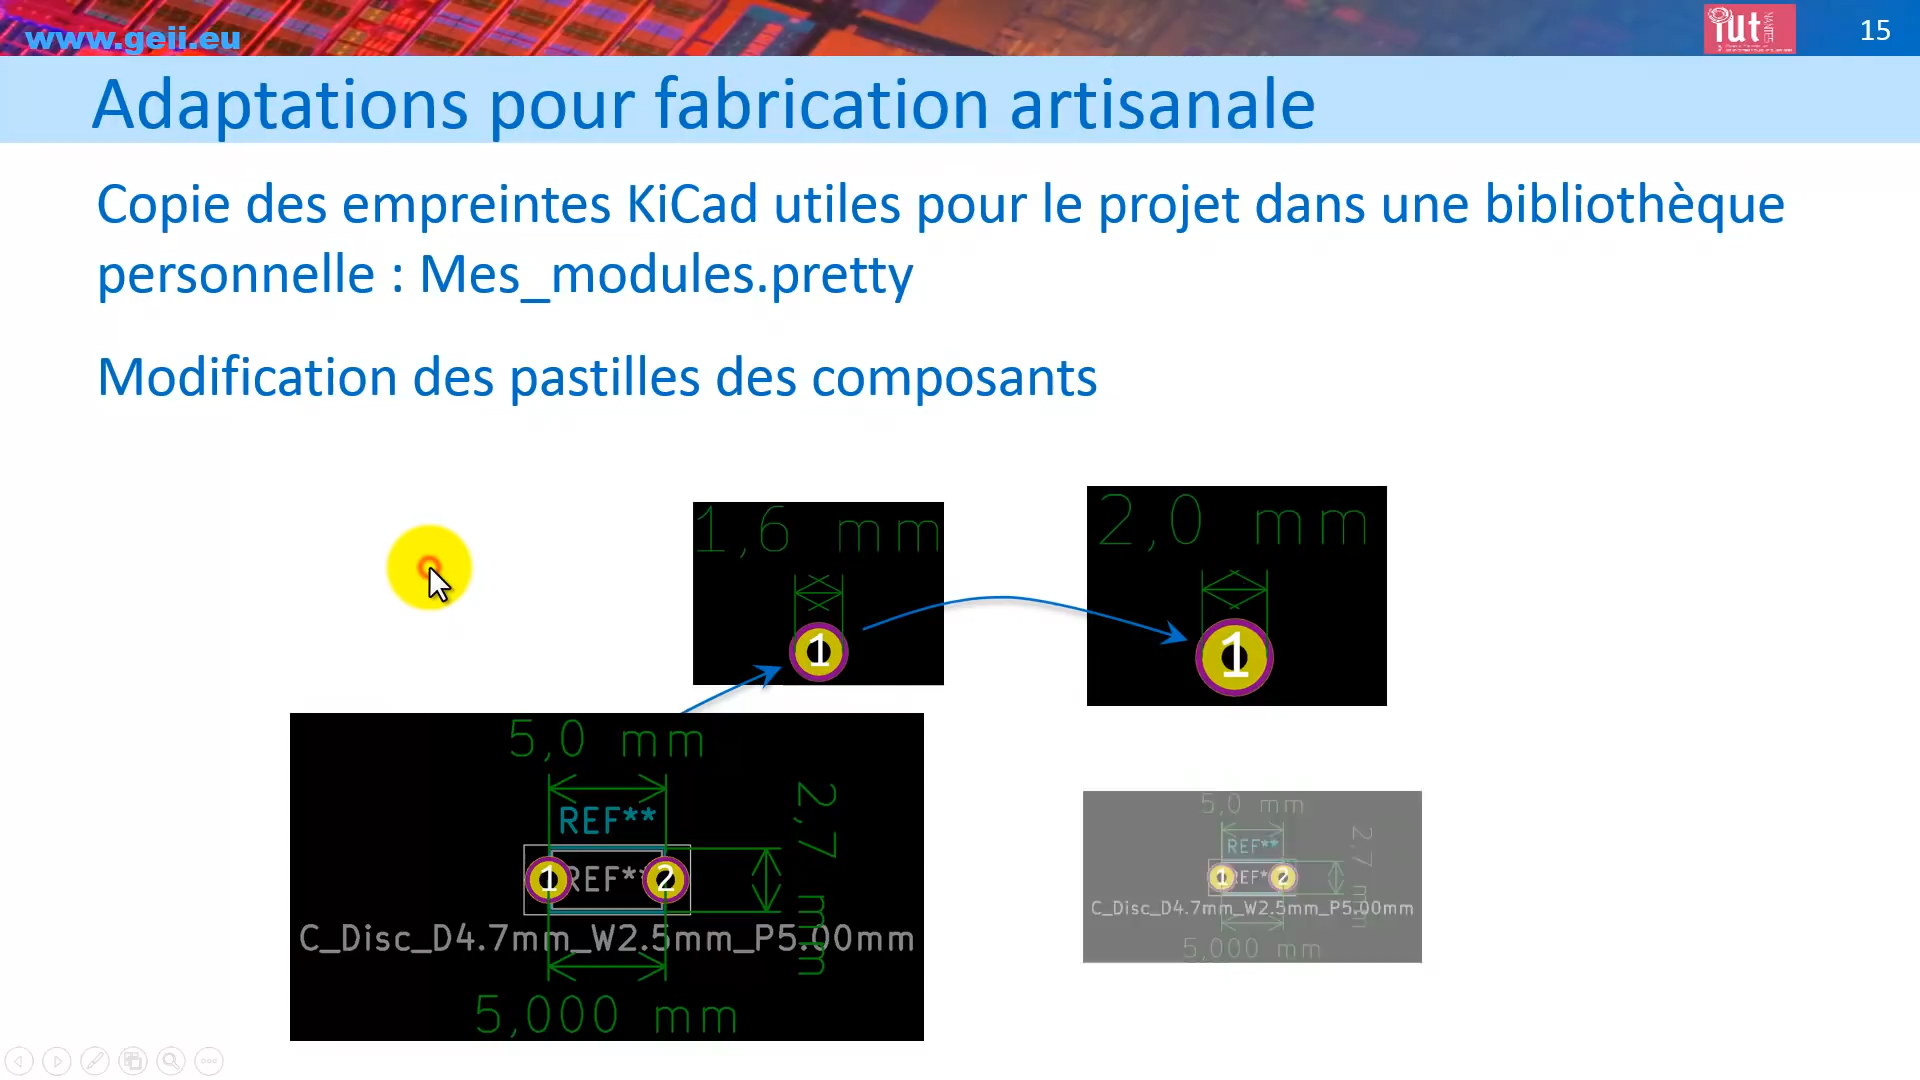 www.geii.eu
iut
NANTES
15
Adaptations pour fabrication artisanale
Copie des empreintes KiCad utiles pour le projet dans une bibliothèque
personnelle : Mes_modules.pretty
Modification des pastilles des composants
1,6 mm
1
2,0 mm
1
5,0 mm
REF**
2,7 mm
1 REF** 2
C_Disc_D4.7mm_W2.5mm_P5.00mm
5,000 mm
5,0 mm
REF**
2,7 mm
1 REF* 2
C_Disc_D4.7mm_W2.5mm_P5.00mm
5,000 mm